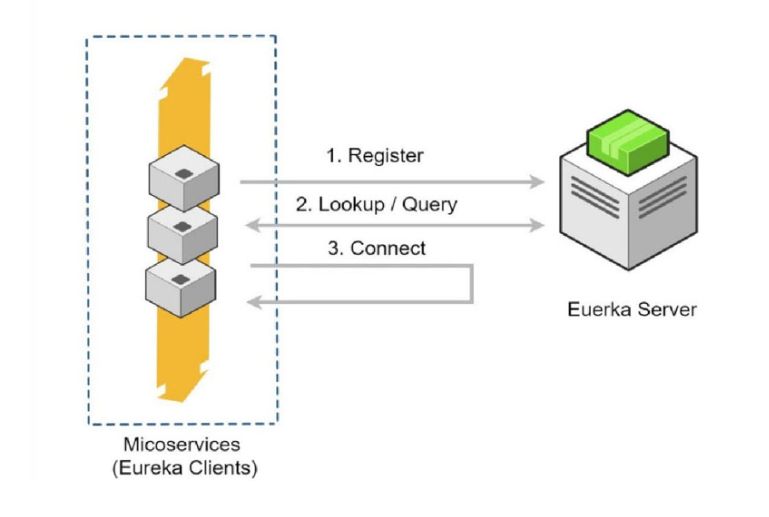 1. Register
2. Lookup / Query
3. Connect
Euerka Server
Micoservices
(Eureka Clients)